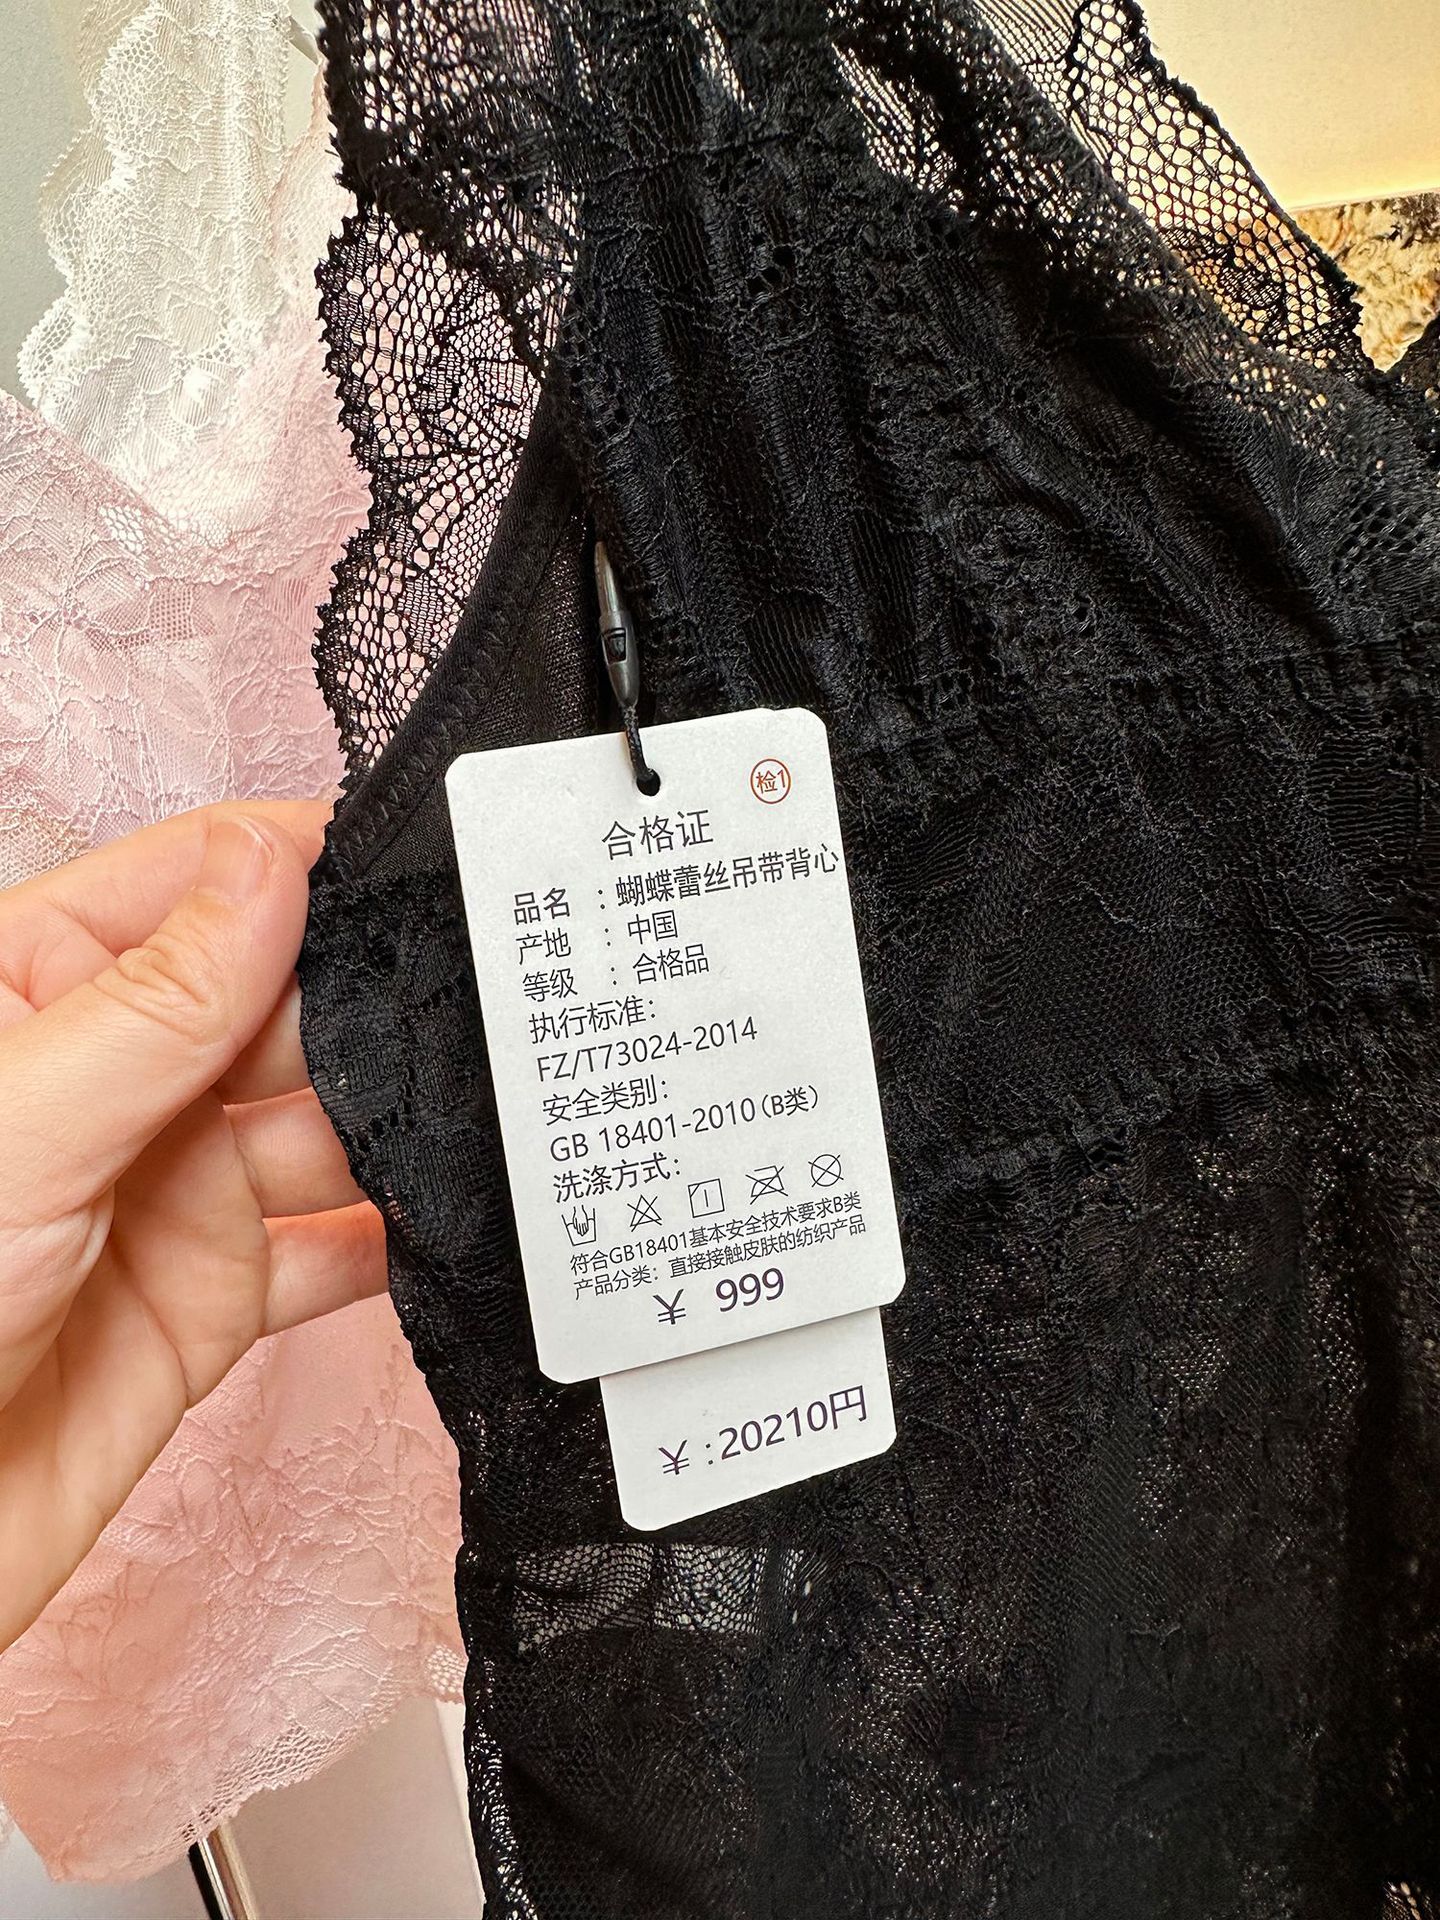 检1
合格证
品名 : 蝴蝶蕾丝吊带背心
产地 : 中国
等级 : 合格品
执行标准:
FZ/T73024-2014
安全类别:
GB 18401-2010(B类)
洗涤方式:
符合GB18401基本安全技术要求B类
产品分类: 直接接触皮肤的纺织产品
¥ 999
¥ :20210円